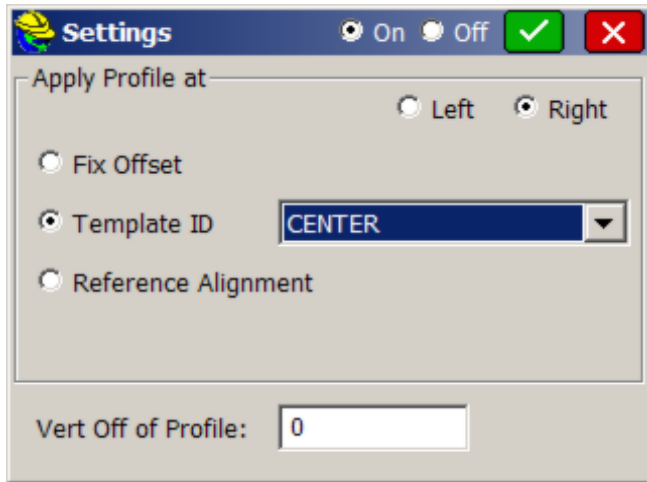 Settings On Off
Apply Profile at
Left Right
Fix Offset
Template ID CENTER
Reference Alignment
Vert Off of Profile: 0